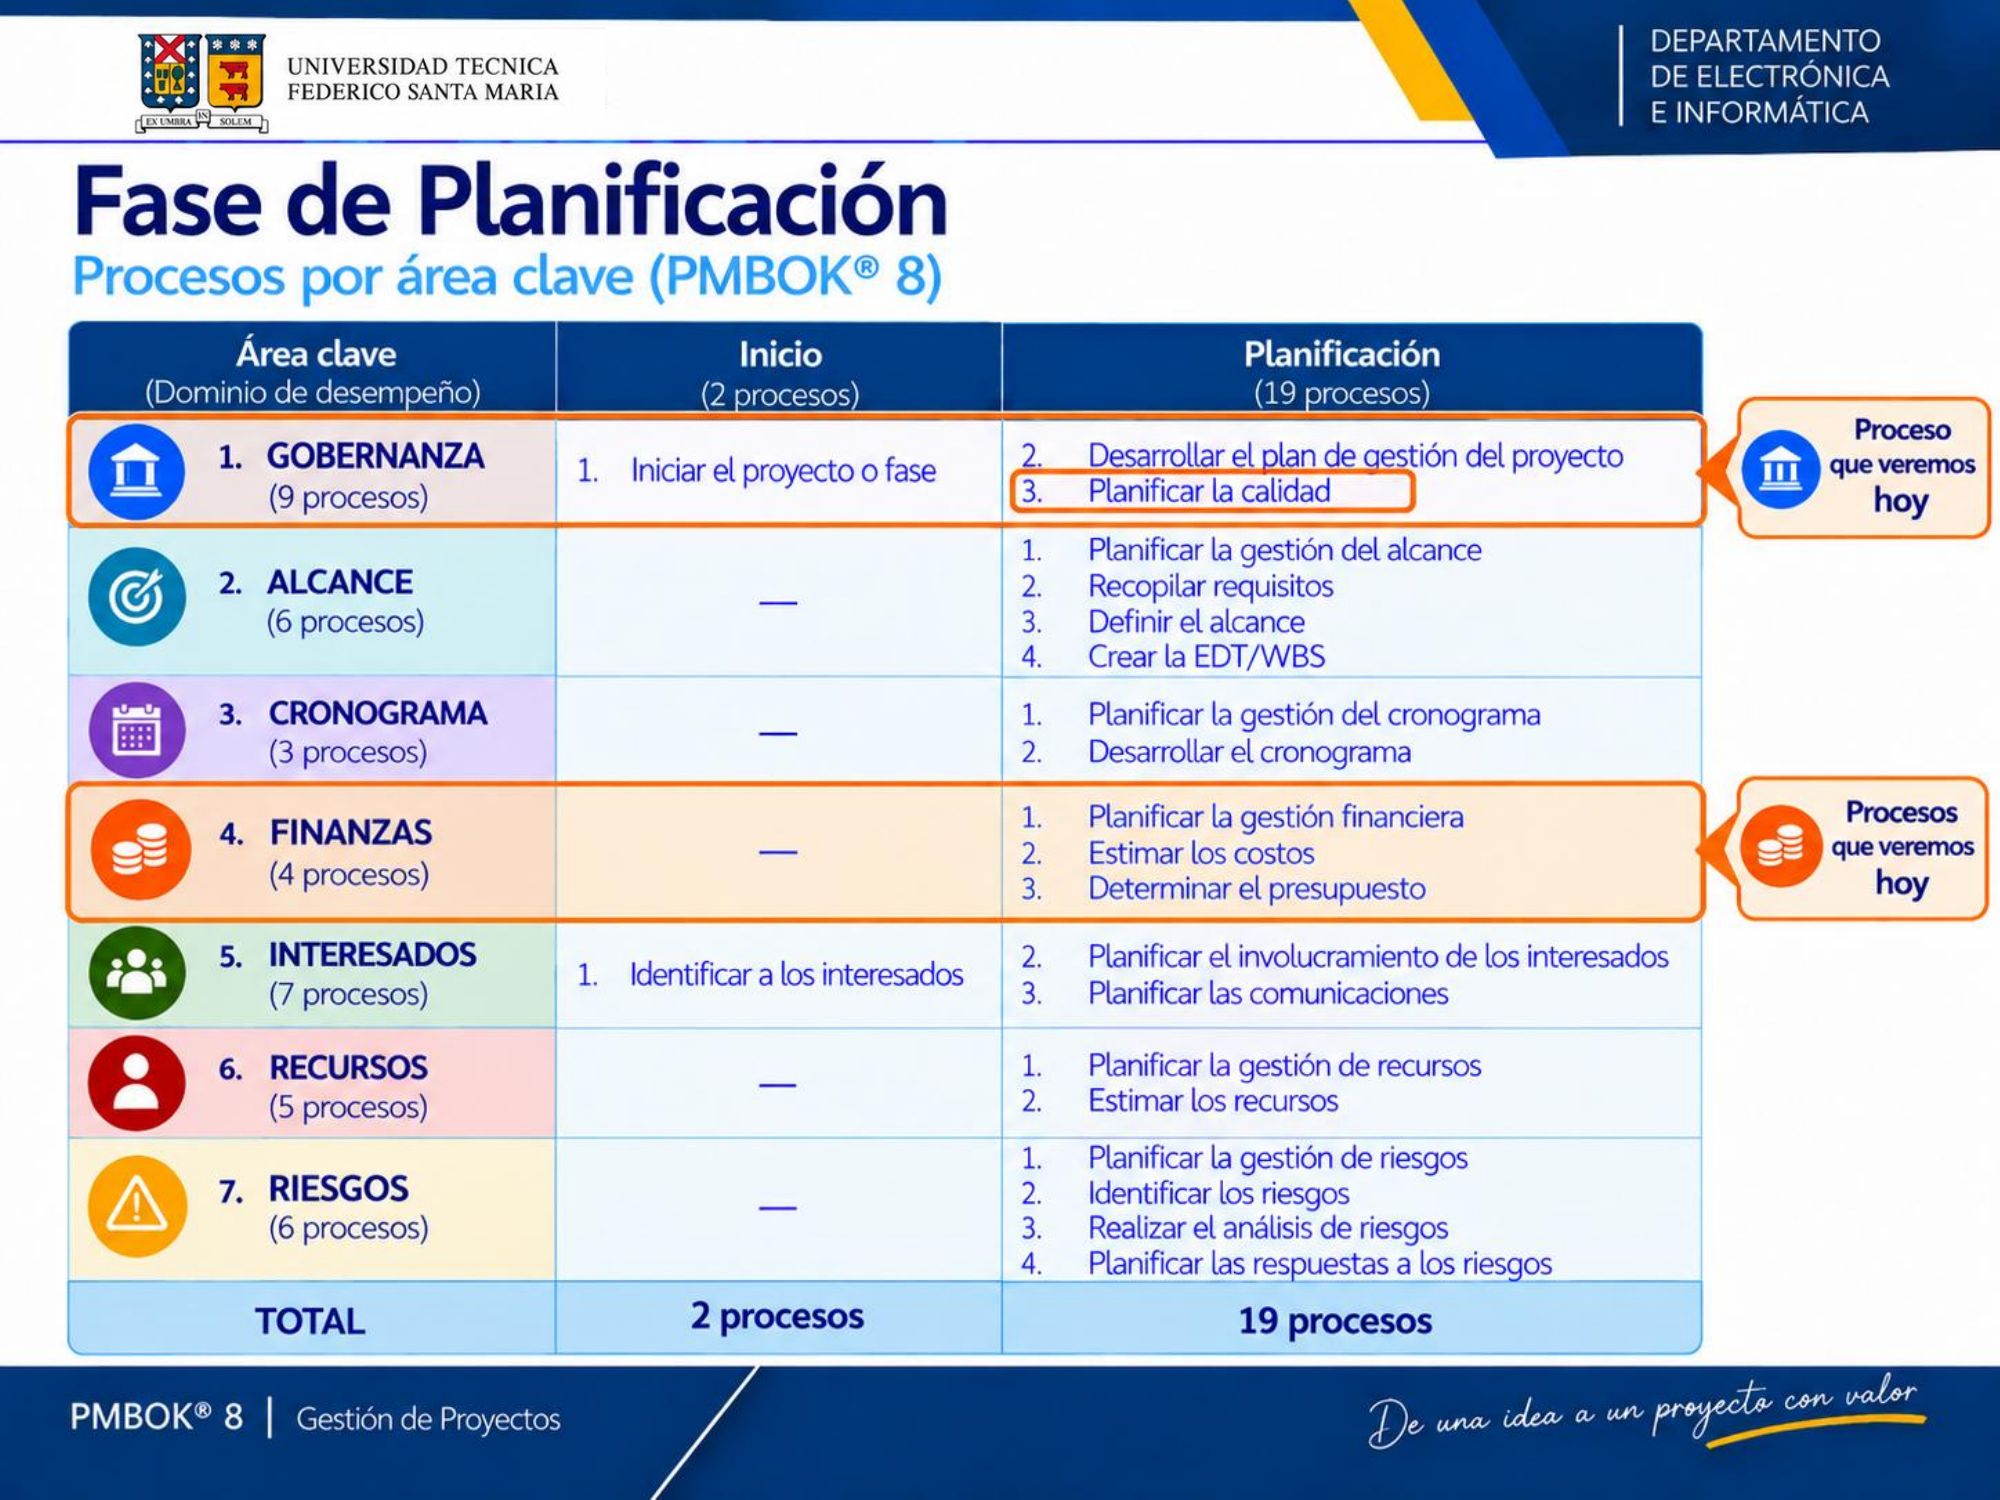 EX UMBRA IN SOLEM
UNIVERSIDAD TECNICA
FEDERICO SANTA MARIA
DEPARTAMENTO
DE ELECTRÓNICA
E INFORMÁTICA
Fase de Planificación
Procesos por área clave (PMBOK® 8)
Área clave
(Dominio de desempeño)
Inicio
(2 procesos)
Planificación
(19 procesos)
1. GOBERNANZA
(9 procesos)
1. Iniciar el proyecto o fase
2. Desarrollar el plan de gestión del proyecto
3. Planificar la calidad
Proceso
que veremos
hoy
2. ALCANCE
(6 procesos)
—
1. Planificar la gestión del alcance
2. Recopilar requisitos
3. Definir el alcance
4. Crear la EDT/WBS
3. CRONOGRAMA
(3 procesos)
—
1. Planificar la gestión del cronograma
2. Desarrollar el cronograma
4. FINANZAS
(4 procesos)
—
1. Planificar la gestión financiera
2. Estimar los costos
3. Determinar el presupuesto
Procesos
que veremos
hoy
5. INTERESADOS
(7 procesos)
1. Identificar a los interesados
2. Planificar el involucramiento de los interesados
3. Planificar las comunicaciones
6. RECURSOS
(5 procesos)
—
1. Planificar la gestión de recursos
2. Estimar los recursos
7. RIESGOS
(6 procesos)
—
1. Planificar la gestión de riesgos
2. Identificar los riesgos
3. Realizar el análisis de riesgos
4. Planificar las respuestas a los riesgos
TOTAL
2 procesos
19 procesos
PMBOK® 8 | Gestión de Proyectos
De una idea a un proyecto con valor